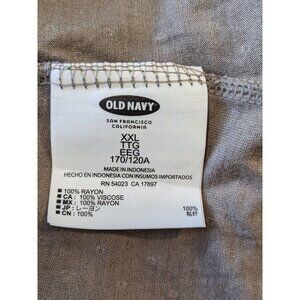 OLD NAVY
SAN FRANCISCO
CALIFORNIA
XXL
TTG
EEG
170/120A
MADE IN INDONESIA
HECHO EN INDONESIA CON INSUMOS IMPORTADOS
RN 54023 CA 17897
■ 100% RAYON
■ CA : 100% VISCOSE
■ MX : 100% RAYON
■ JP : レーヨン 100%
■ CN : 100%